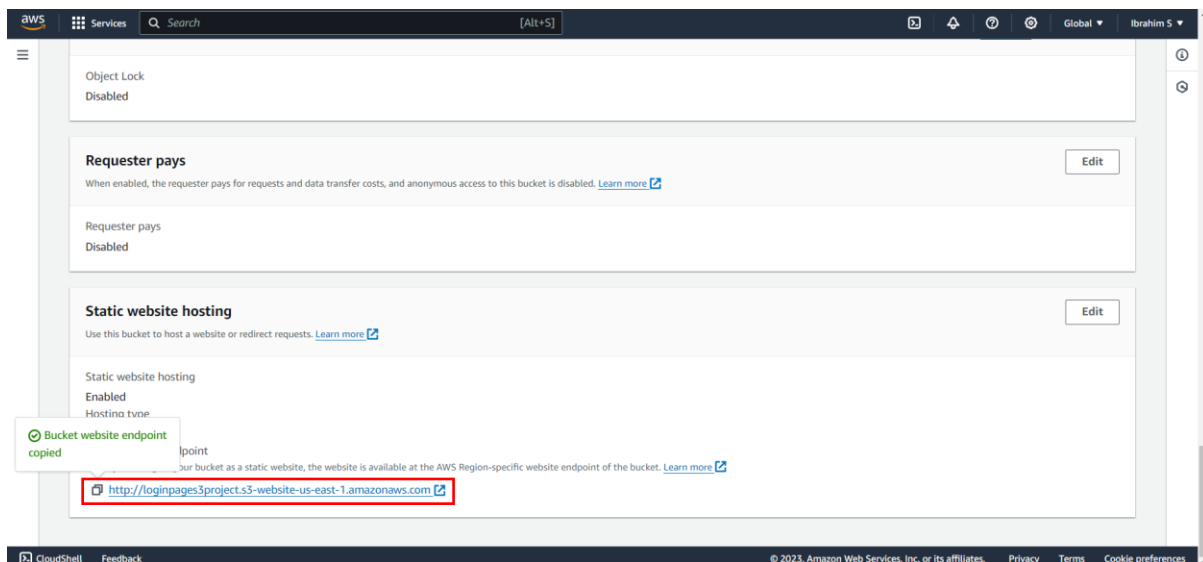 aws Services Search [Alt+S] Global Ibrahim S
Object Lock
Disabled
Requester pays Edit
When enabled, the requester pays for requests and data transfer costs, and anonymous access to this bucket is disabled. Learn more
Requester pays
Disabled
Static website hosting Edit
Use this bucket to host a website or redirect requests. Learn more
Static website hosting
Enabled
Hosting type
Bucket website endpoint
copied
our bucket as a static website, the website is available at the AWS Region-specific website endpoint of the bucket. Learn more
http://loginpages3project.s3-website-us-east-1.amazonaws.com
CloudShell Feedback © 2023, Amazon Web Services, Inc. or its affiliates. Privacy Terms Cookie preferences